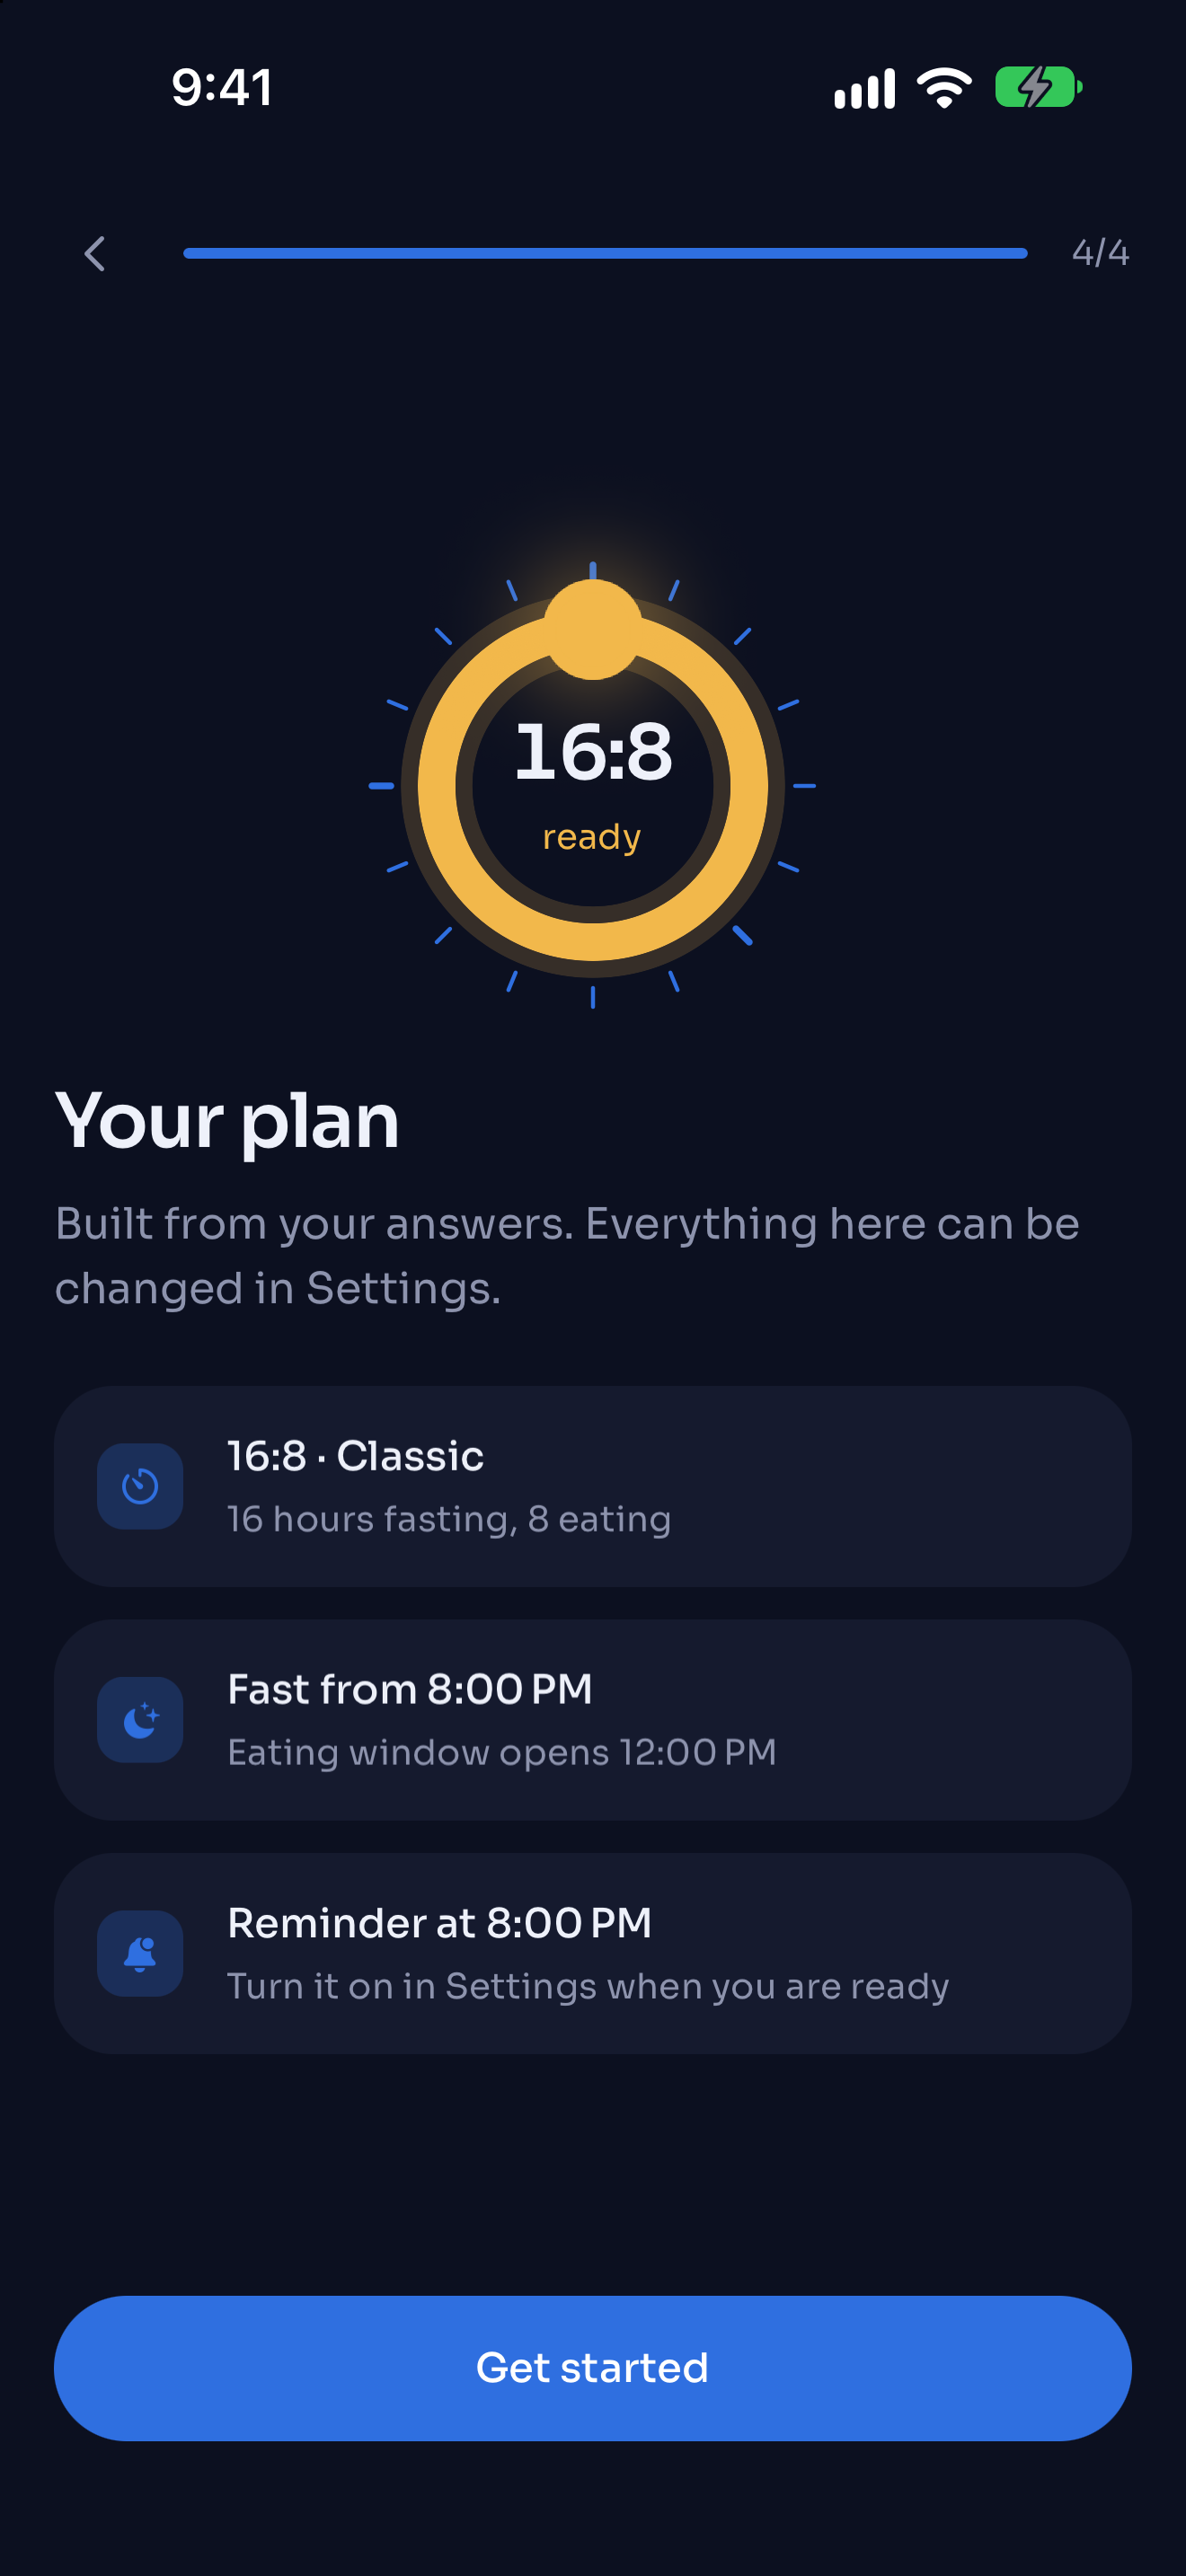 9:41
4/4
16:8
ready
Your plan
Built from your answers. Everything here can be
changed in Settings.
16:8 · Classic
16 hours fasting, 8 eating
Fast from 8:00 PM
Eating window opens 12:00 PM
Reminder at 8:00 PM
Turn it on in Settings when you are ready
Get started